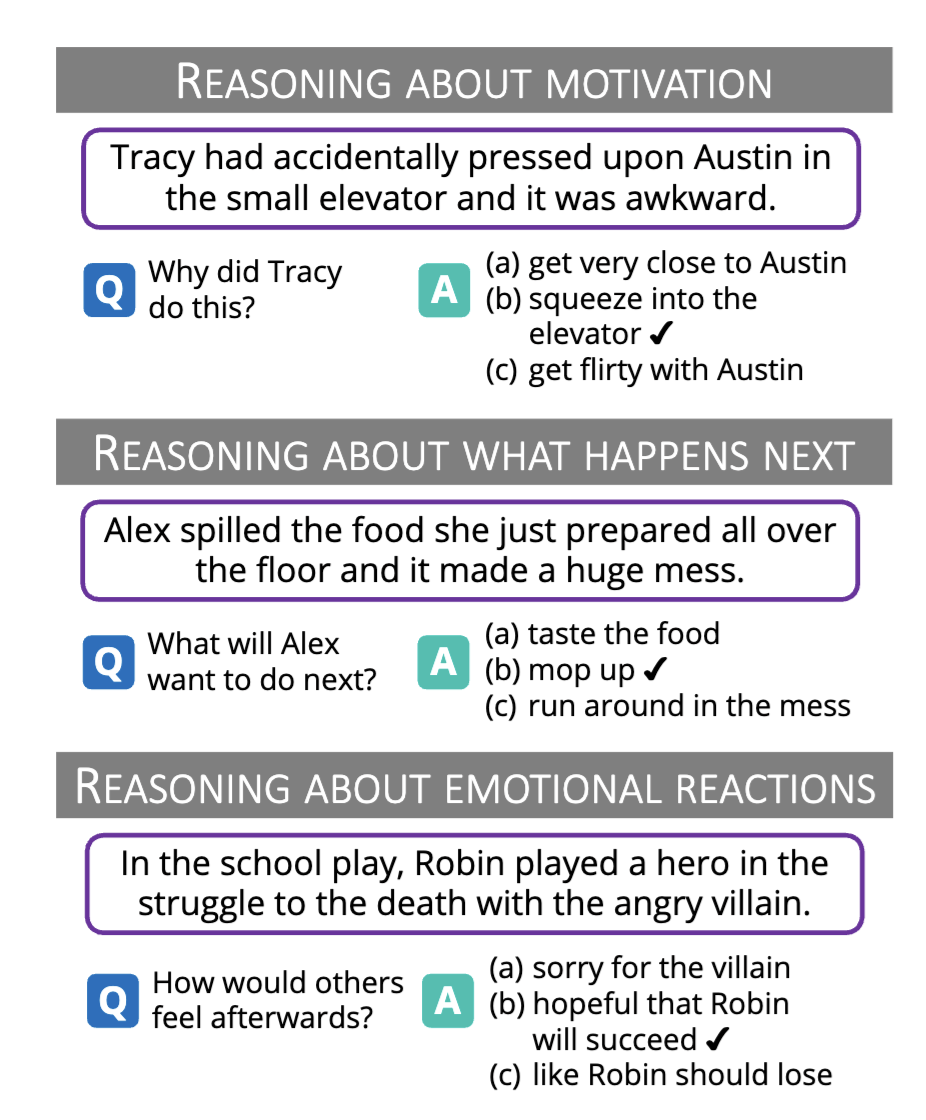 REASONING ABOUT MOTIVATION
Tracy had accidentally pressed upon Austin in
the small elevator and it was awkward.
Q
Why did Tracy
do this?
A
(a) get very close to Austin
(b) squeeze into the
elevator ✔
(c) get flirty with Austin
REASONING ABOUT WHAT HAPPENS NEXT
Alex spilled the food she just prepared all over
the floor and it made a huge mess.
Q
What will Alex
want to do next?
A
(a) taste the food
(b) mop up ✔
(c) run around in the mess
REASONING ABOUT EMOTIONAL REACTIONS
In the school play, Robin played a hero in the
struggle to the death with the angry villain.
Q
How would others
feel afterwards?
A
(a) sorry for the villain
(b) hopeful that Robin
will succeed ✔
(c) like Robin should lose